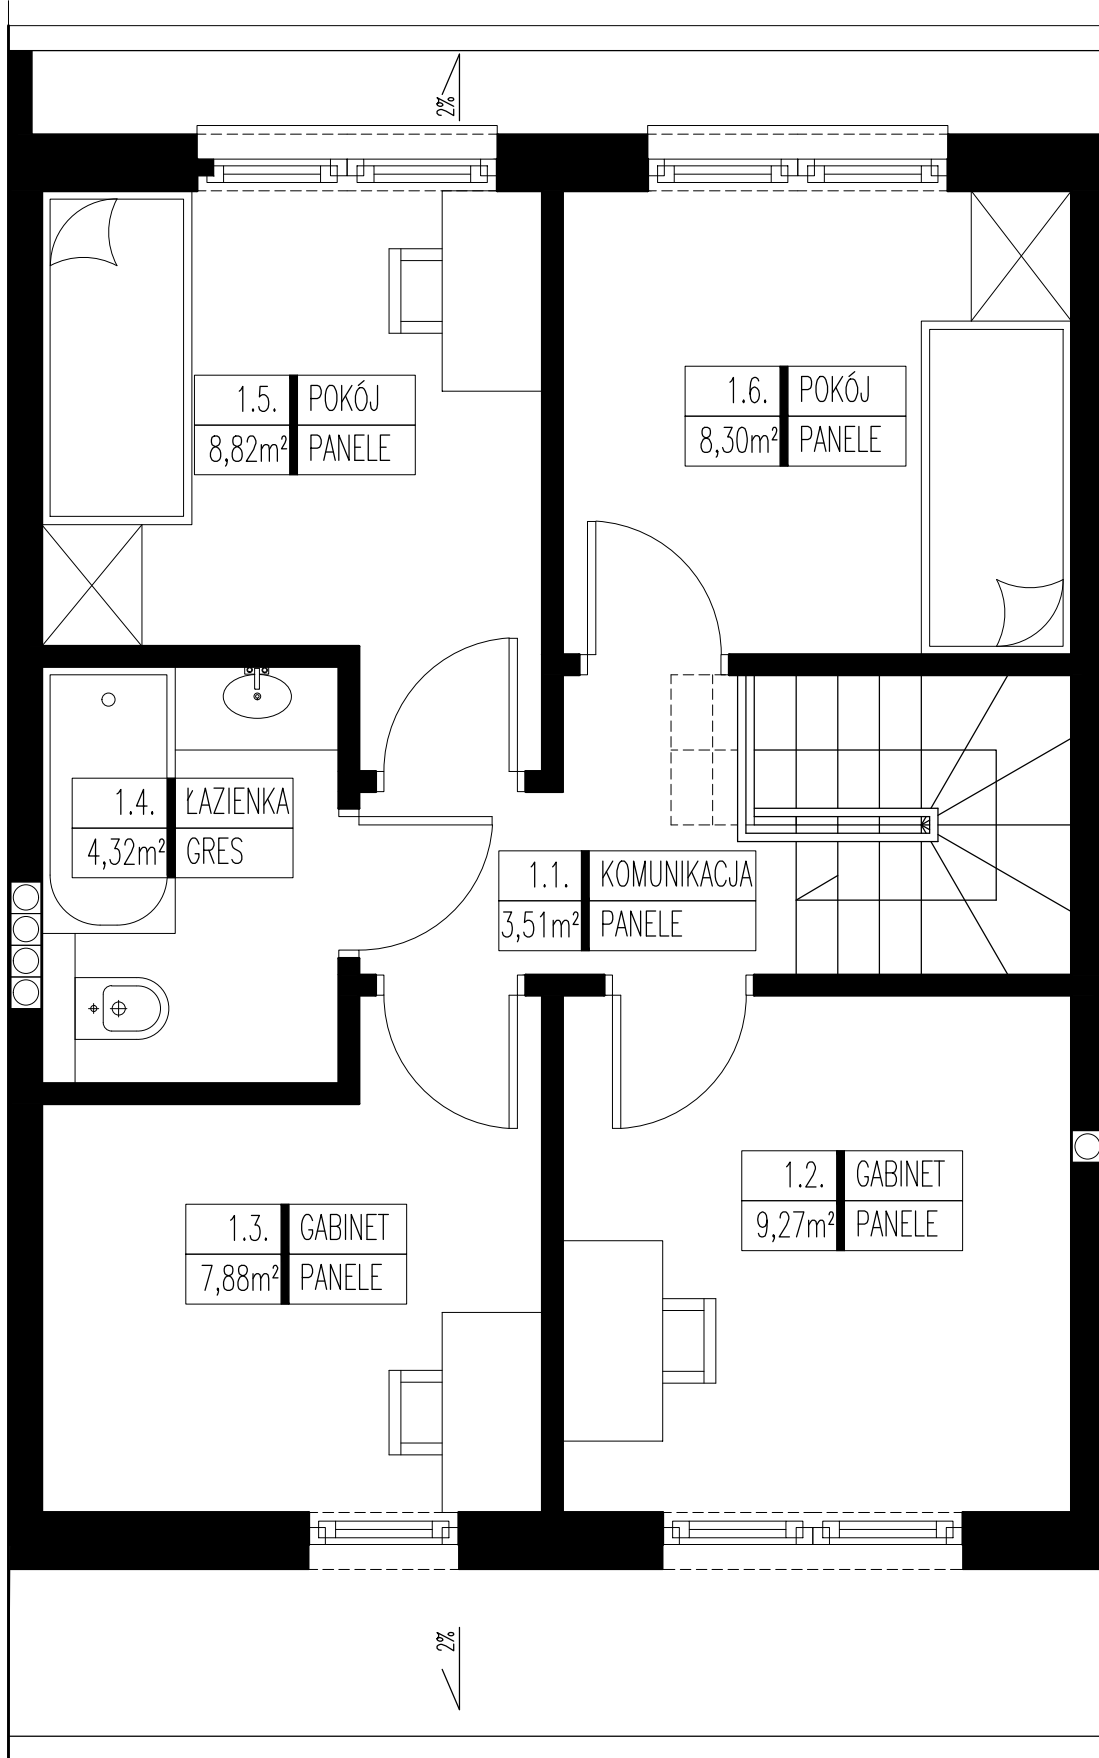 2%
1.5. POKÓJ
8,82m² PANELE
1.6. POKÓJ
8,30m² PANELE
1.4. ŁAZIENKA
4,32m² GRES
1.1. KOMUNIKACJA
3,51m² PANELE
1.2. GABINET
9,27m² PANELE
1.3. GABINET
7,88m² PANELE
2%